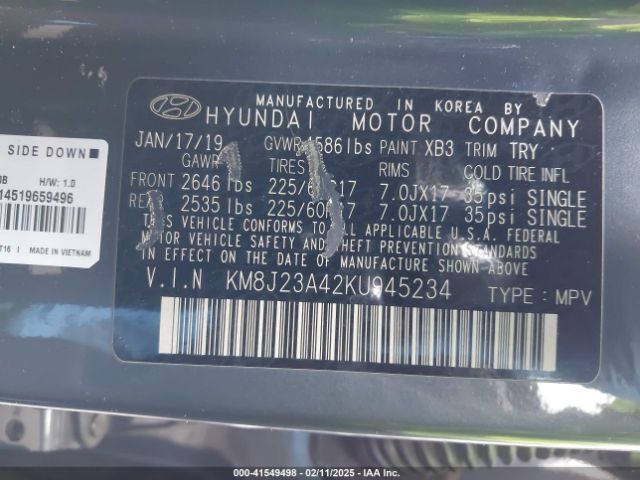 MANUFACTURED IN KOREA BY
HYUNDAI MOTOR COMPANY
JAN/17/19 GVWR 4586 lbs PAINT XB3 TRIM TRY
GAWR TIRES RIMS COLD TIRE INFL
FRONT 2646 lbs 7.0JX17 35psi SINGLE
REAR 2535 lbs 225/60R17 7.0JX17 35psi SINGLE
THIS VEHICLE CONFORMS TO ALL APPLICABLE U.S.A. FEDERAL
MOTOR VEHICLE SAFETY AND THEFT PREVENTION STANDARDS
IN EFFECT ON THE DATE OF MANUFACTURE SHOWN ABOVE.
V.I.N KM8J23A42KU945234 TYPE : MPV
SIDE DOWN
H/W: 1.0
14519659496
MADE IN VIETNAM
000-41549498 - 02/11/2025 - IAA Inc.